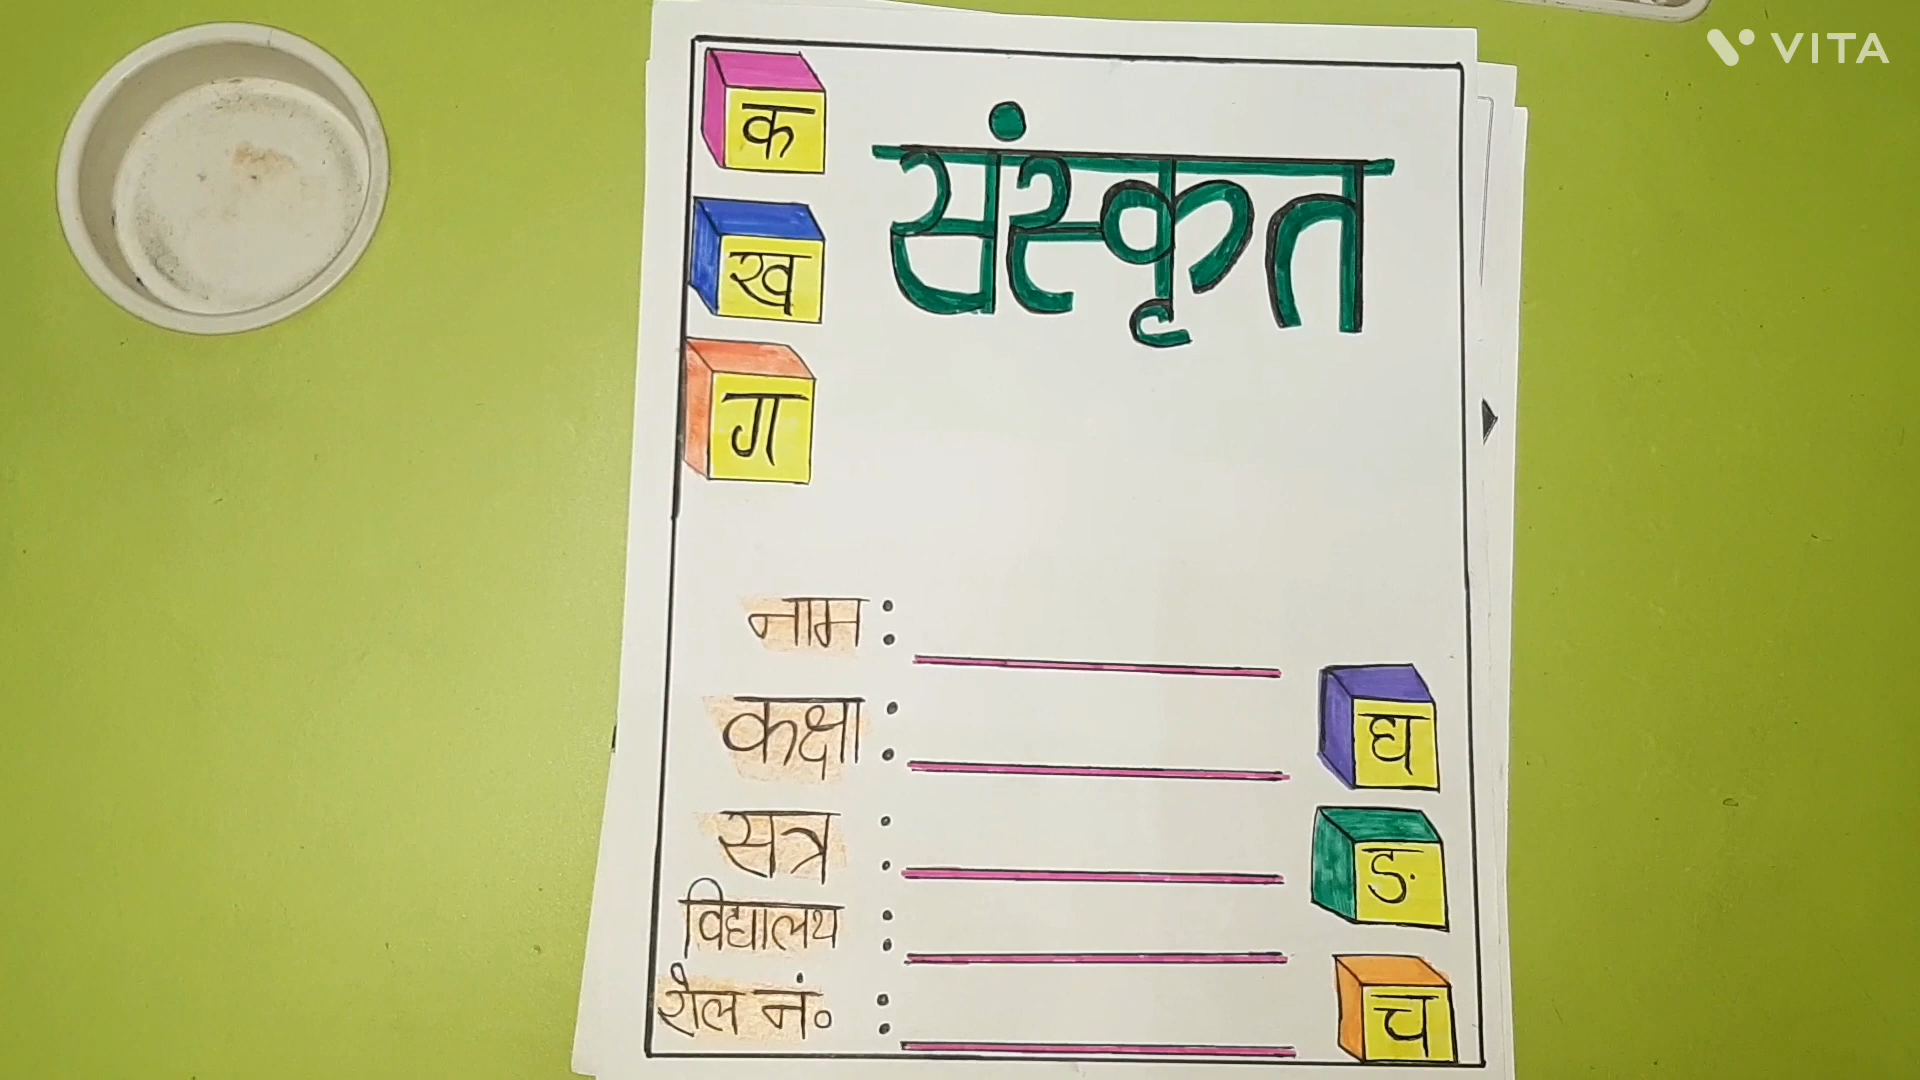 VITA
संस्कृत
क
ख
ग
नाम :
कक्षा :
सत्र :
विद्यालय :
रोल नं० :
घ
ङ
च